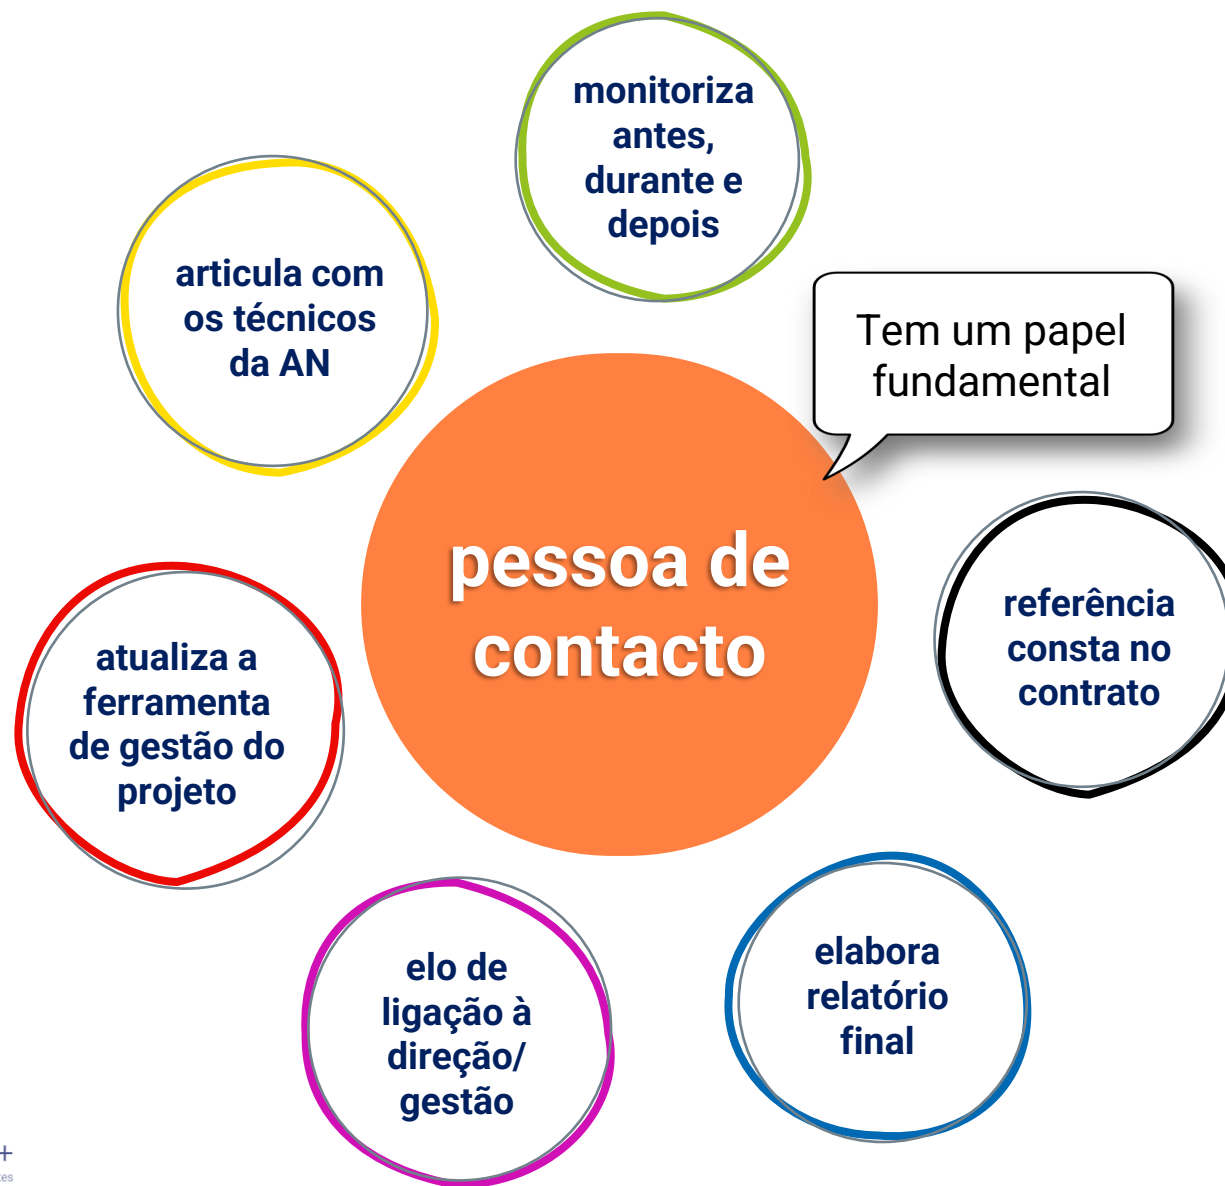 monitoriza
antes,
durante e
depois
articula com
os técnicos
da AN
Tem um papel
fundamental
pessoa de
contacto
referência
consta no
contrato
atualiza a
ferramenta
de gestão do
projeto
elo de
ligação à
direção/
gestão
elabora
relatório
final
+